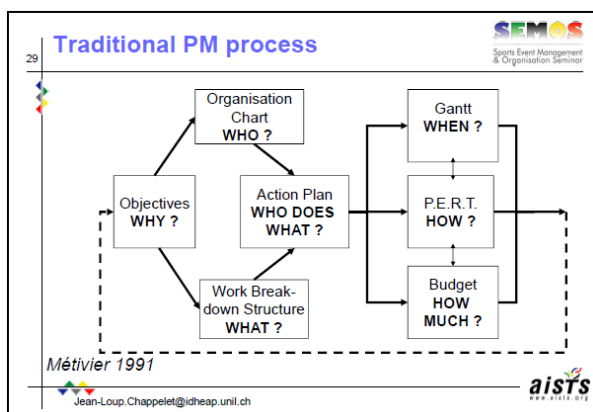 29
Traditional PM process
SEMOS
Sports Event Management
& Organisation Seminar
Organisation
Chart
WHO ?
Gantt
WHEN ?
Objectives
WHY ?
Action Plan
WHO DOES
WHAT ?
P.E.R.T.
HOW ?
Work Break-
down Structure
WHAT ?
Budget
HOW
MUCH ?
Métivier 1991
Jean-Loup.Chappelet@idheap.unil.ch
aists
www.aists.org